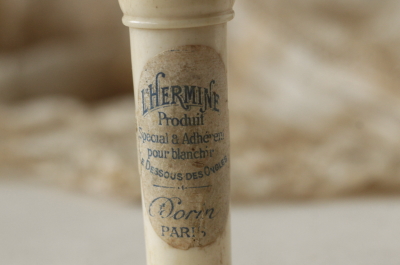 L'HERMINE
Produit
Spécial & Adhérent
pour blanchir
le DESSOUS DES ONGLES
Dorin
PARIS